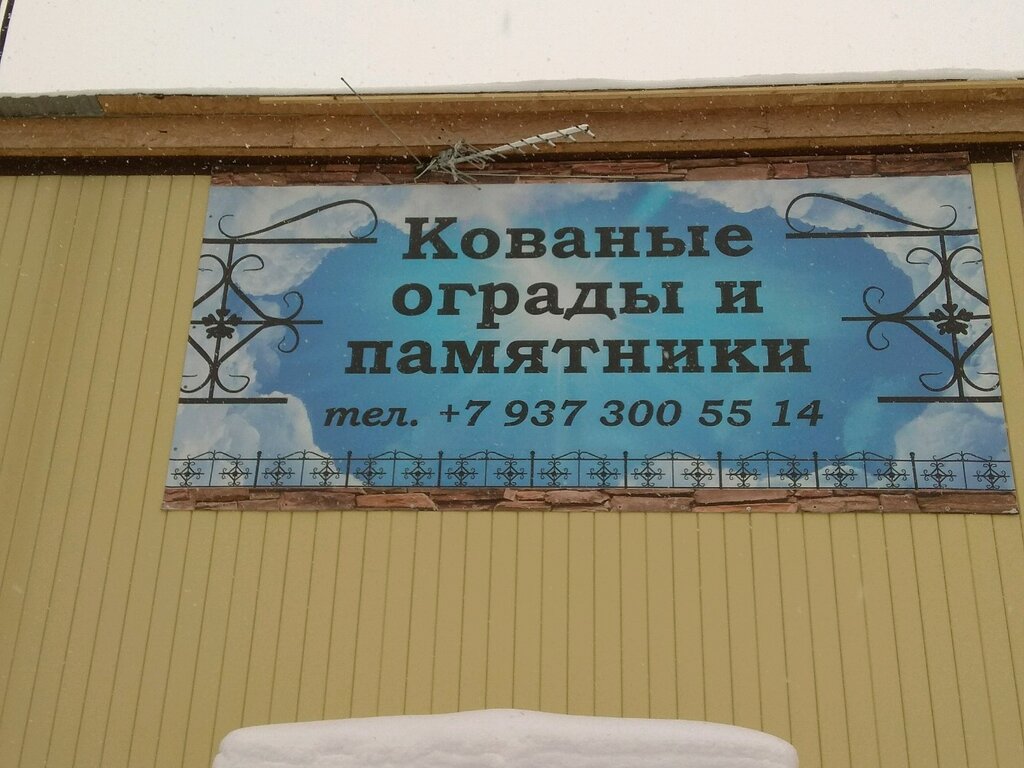 Кованые
ограды и
памятники
тел. +7 937 300 55 14